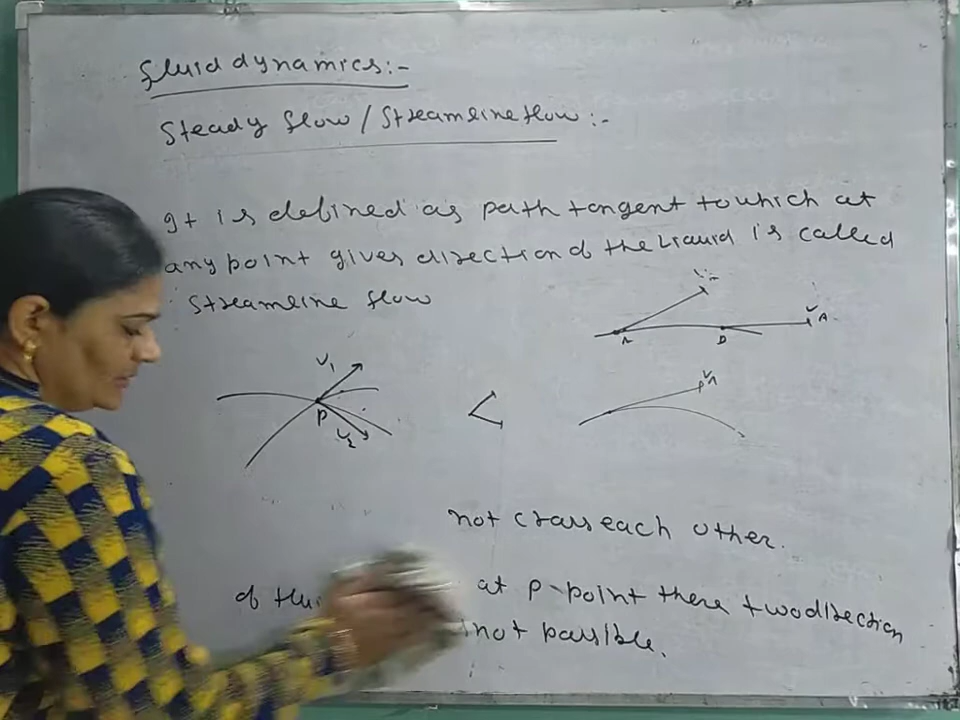 fluid dynamics:-
Steady flow / Streamline flow :-
It is defined as path tangent to which at
any point gives direction of the Liquid is called
Streamline flow
V₁
P
V₂
A
V A
not cross each other.
of flui at P-point there two direction
not possible.